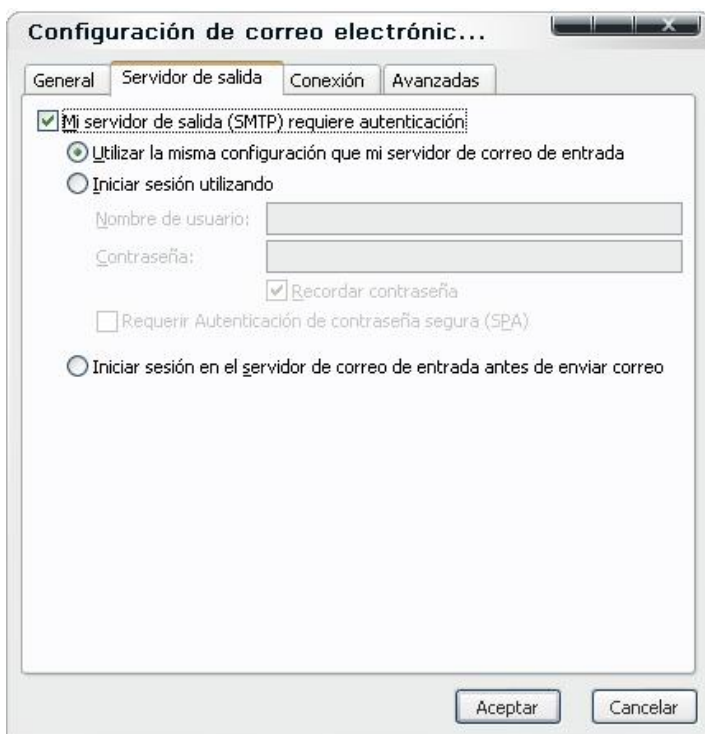 Configuración de correo electrónic...
General Servidor de salida Conexión Avanzadas
Mi servidor de salida (SMTP) requiere autenticación
Utilizar la misma configuración que mi servidor de correo de entrada
Iniciar sesión utilizando
Nombre de usuario:
Contraseña:
Recordar contraseña
Requerir Autenticación de contraseña segura (SPA)
Iniciar sesión en el servidor de correo de entrada antes de enviar correo
Aceptar Cancelar